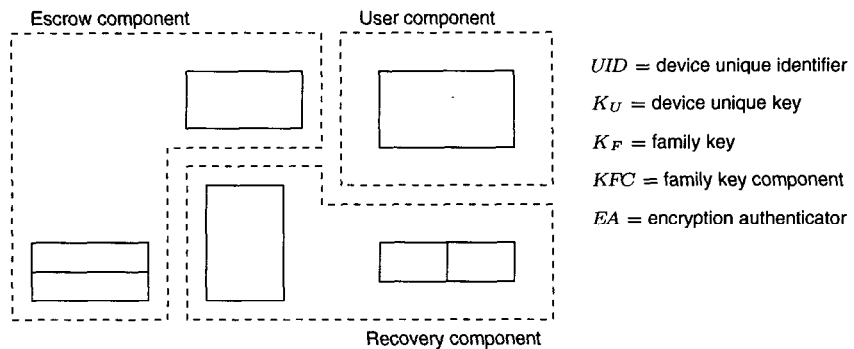 Escrow component
User component
UID = device unique identifier
K_U = device unique key
K_F = family key
KFC = family key component
EA = encryption authenticator
Recovery component